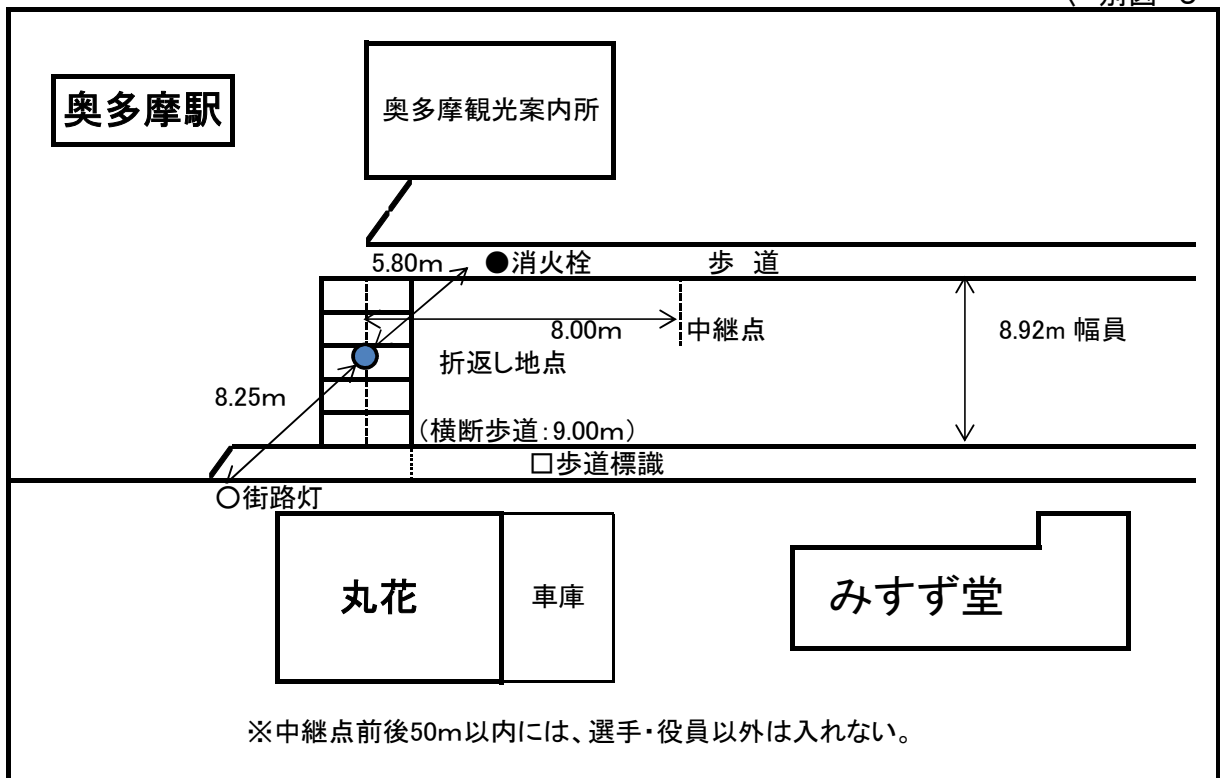 奥多摩駅
奥多摩観光案内所
5.80m
●消火栓
歩 道
8.00m
中継点
8.92m 幅員
折返し地点
8.25m
(横断歩道:9.00m)
□歩道標識
○街路灯
丸花
車庫
みすず堂
※中継点前後50m以内には、選手・役員以外は入れない。